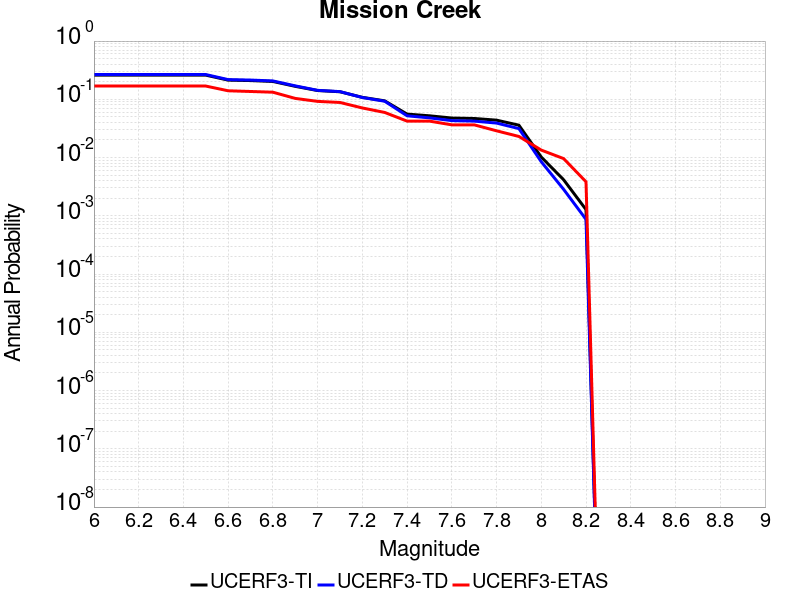 Mission Creek
10^0
10^-1
10^-2
10^-3
10^-4
10^-5
10^-6
10^-7
10^-8
Annual Probability
6 6.2 6.4 6.6 6.8 7 7.2 7.4 7.6 7.8 8 8.2 8.4 8.6 8.8 9
Magnitude
UCERF3-TI UCERF3-TD UCERF3-ETAS